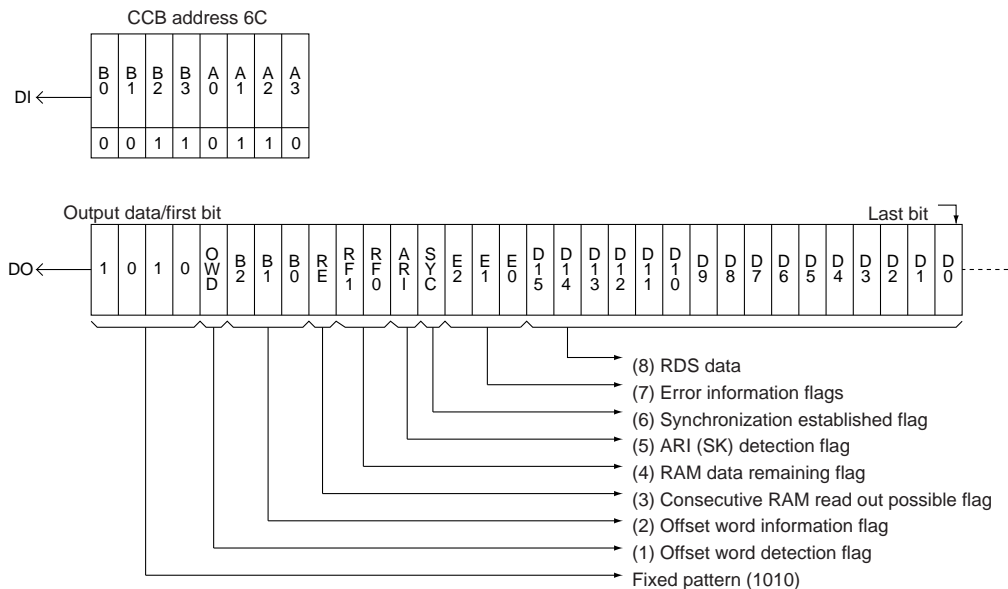 CCB address 6C
DI
B0 B1 B2 B3 A0 A1 A2 A3
0 0 1 1 0 1 1 0
Output data/first bit
Last bit
DO
1 0 1 0 OWD B2 B1 B0 RE RF1 RF0 ARI SYC E2 E1 E0 D15 D14 D13 D12 D11 D10 D9 D8 D7 D6 D5 D4 D3 D2 D1 D0
(8) RDS data
(7) Error information flags
(6) Synchronization established flag
(5) ARI (SK) detection flag
(4) RAM data remaining flag
(3) Consecutive RAM read out possible flag
(2) Offset word information flag
(1) Offset word detection flag
Fixed pattern (1010)